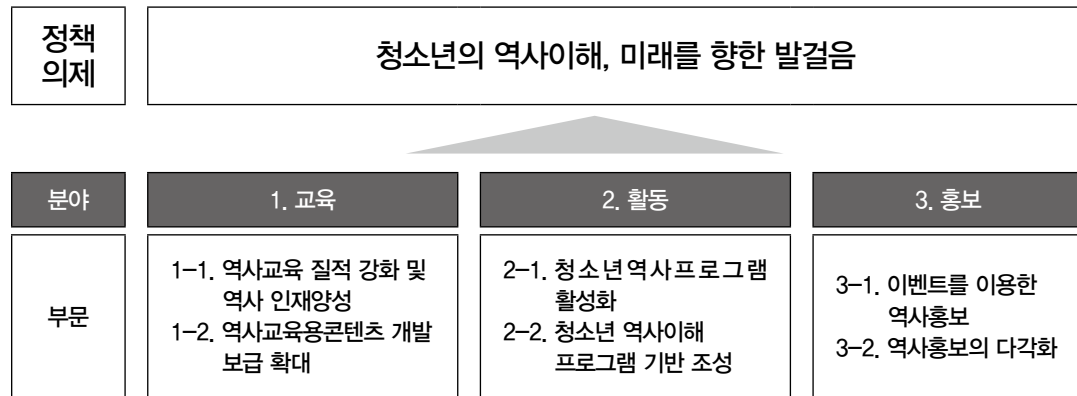 정책
의제
청소년의 역사이해, 미래를 향한 발걸음
분야
1. 교육
2. 활동
3. 홍보
부문
1-1. 역사교육 질적 강화 및
역사 인재양성
1-2. 역사교육용콘텐츠 개발
보급 확대
2-1. 청소년역사프로그램
활성화
2-2. 청소년 역사이해
프로그램 기반 조성
3-1. 이벤트를 이용한
역사홍보
3-2. 역사홍보의 다각화